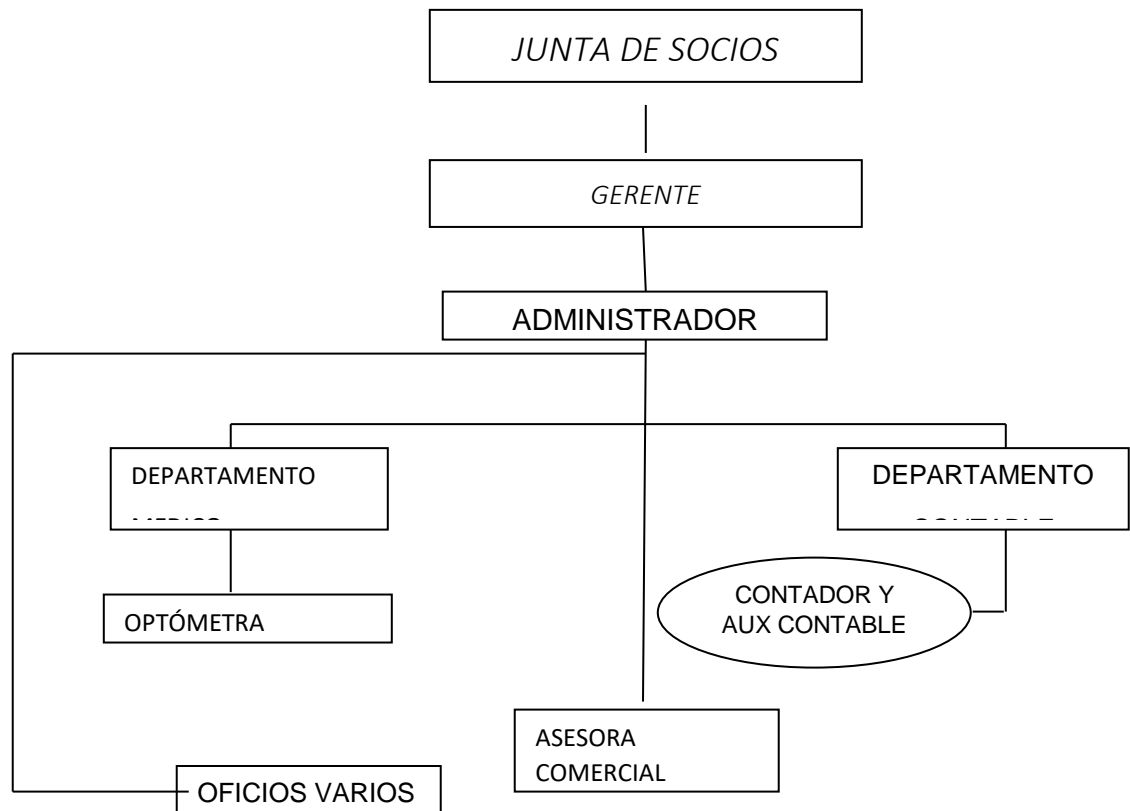 JUNTA DE SOCIOS
GERENTE
ADMINISTRADOR
DEPARTAMENTO
DEPARTAMENTO
OPTÓMETRA
CONTADOR Y
AUX CONTABLE
ASESORA
COMERCIAL
OFICIOS VARIOS